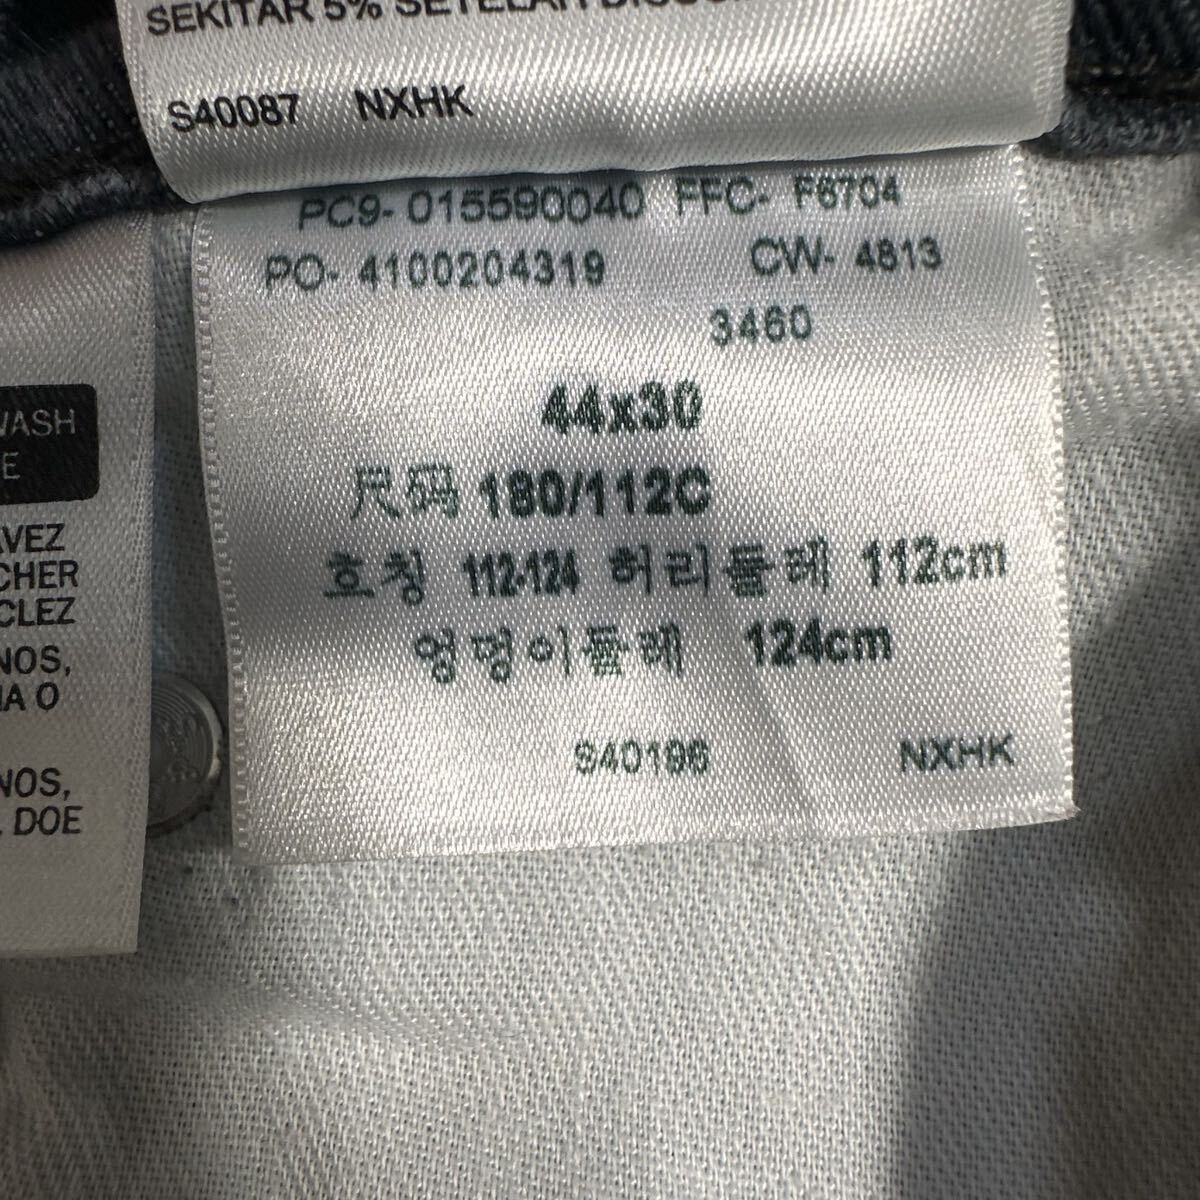 SEKITAR 5% SETELAH
S40087 NXHK
PC9- 015590040 FFC- F6704
PO- 4100204319 CW- 4813
3460
44x30
尺码 180/112C
호칭 112-124 허리둘레 112cm
엉덩이둘레 124cm
S40196 NXHK
WASH
E
AVEZ
CHER
CLEZ
NOS,
IA O
NOS,
DOE